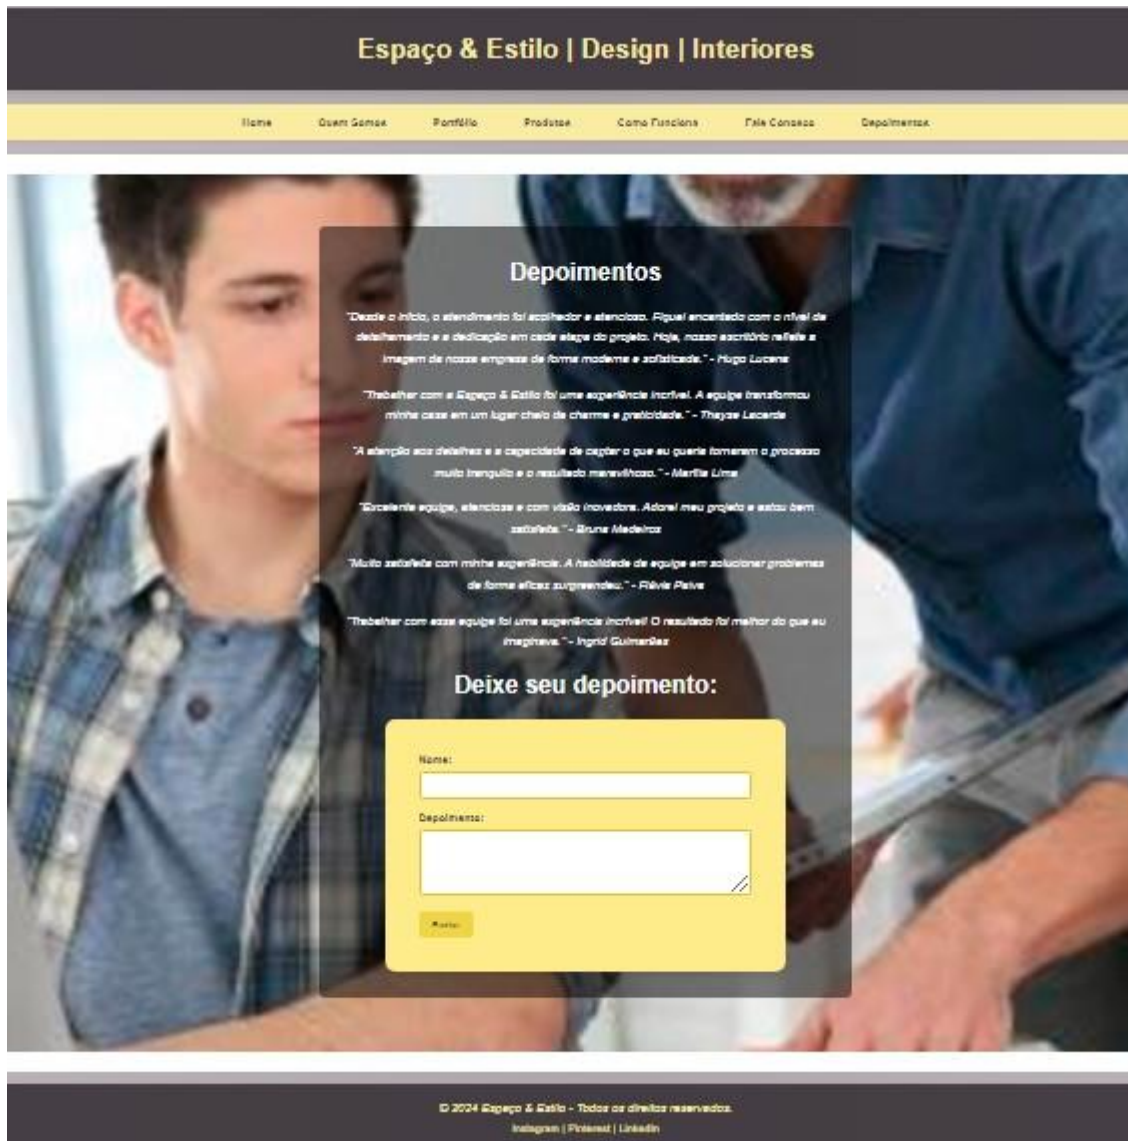 Espaço & Estilo | Design | Interiores
Home Quem Somos Portfólio Produtos Como Funciona Fale Conosco Depoimentos
Depoimentos
"Desde o início, o atendimento foi acolhedor e atencioso. Fiquei encantado com o nível de
detalhamento e a dedicação em cada etapa do projeto. Hoje, nosso escritório reflete a
imagem da nossa empresa de forma moderna e sofisticada." - Hugo Lucena
"Trabalhar com a Espaço & Estilo foi uma experiência incrível. A equipe transformou
minha casa em um lugar cheio de charme e praticidade." - Thayse Lacerda
"A atenção aos detalhes e a capacidade de captar o que eu queria tornaram o processo
muito tranquilo e o resultado maravilhoso." - Marília Lima
"Excelente equipe, atenciosa e com visão inovadora. Adorei meu projeto e estou bem
satisfeita." - Bruna Medeiros
"Muito satisfeita com minha experiência. A habilidade da equipe em solucionar problemas
de forma eficaz surpreendeu." - Flávia Paiva
"Trabalhar com essa equipe foi uma experiência incrível! O resultado foi melhor do que eu
imaginava." - Ingrid Guimarães
Deixe seu depoimento:
Nome:
Depoimento:
© 2024 Espaço & Estilo - Todos os direitos reservados.
Instagram | Pinterest | LinkedIn